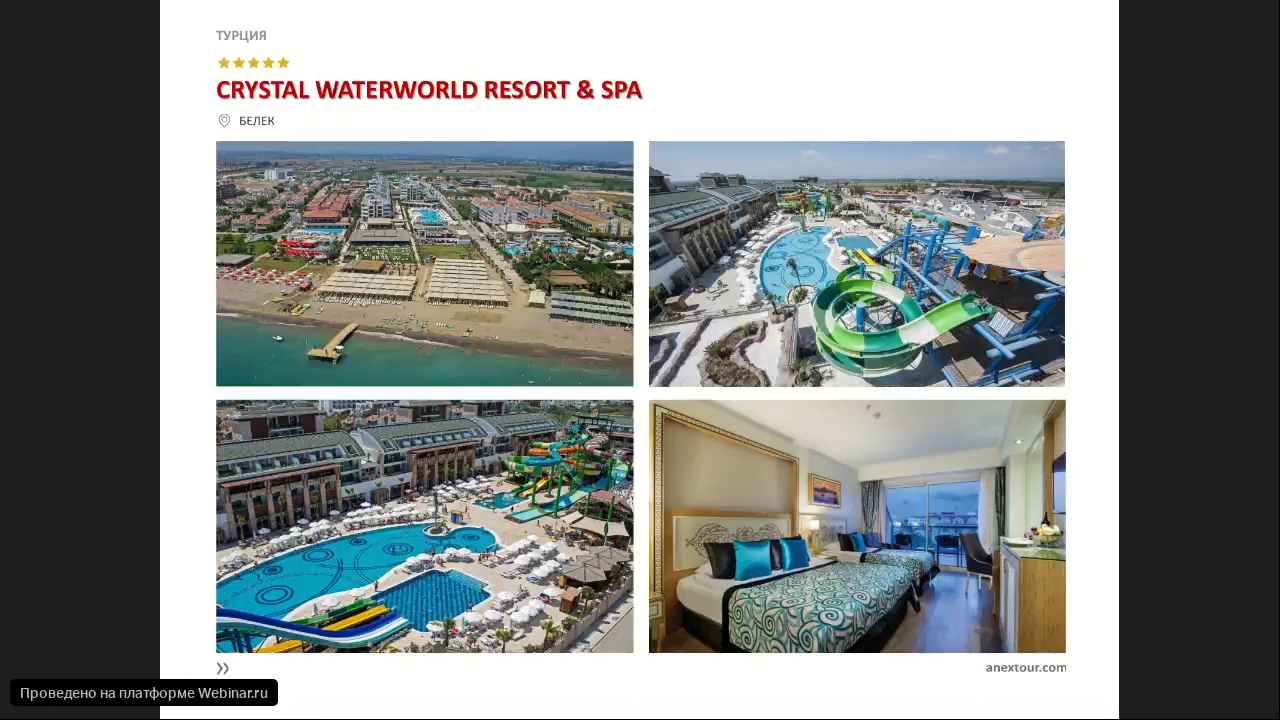 ТУРЦИЯ
CRYSTAL WATERWORLD RESORT & SPA
БЕЛЕК
anextour.com
Проведено на платформе Webinar.ru